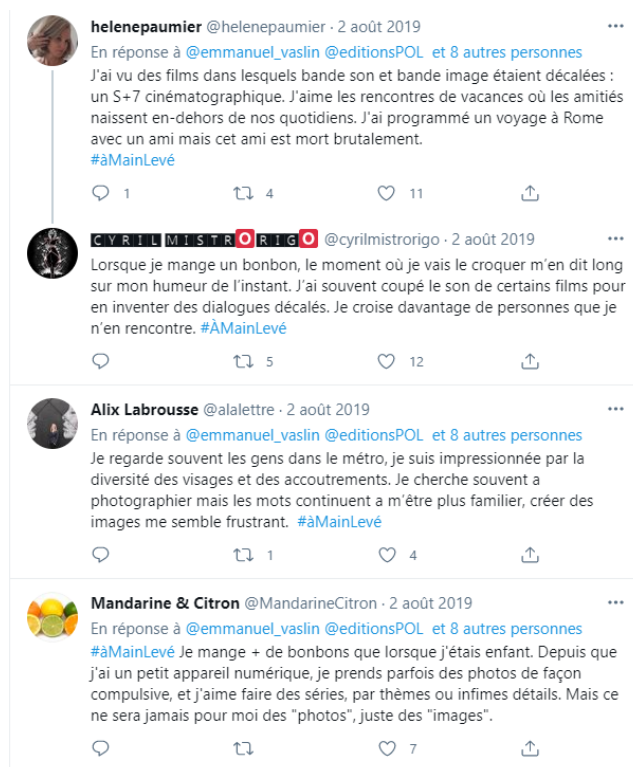 helenepaumier @helenepaumier · 2 août 2019
En réponse à @emmanuel_vaslin @editionsPOL et 8 autres personnes
J'ai vu des films dans lesquels bande son et bande image étaient décalées :
un S+7 cinématographique. J'aime les rencontres de vacances où les amitiés
naissent en-dehors de nos quotidiens. J'ai programmé un voyage à Rome
avec un ami mais cet ami est mort brutalement.
#àMainLevé
1 4 11
CYRIL MISTRORIGO @cyrilmistrorigo · 2 août 2019
Lorsque je mange un bonbon, le moment où je vais le croquer m'en dit long
sur mon humeur de l'instant. J'ai souvent coupé le son de certains films pour
en inventer des dialogues décalés. Je croise davantage de personnes que je
n'en rencontre. #ÀMainLevé
5 12
Alix Labrousse @alalettre · 2 août 2019
En réponse à @emmanuel_vaslin @editionsPOL et 8 autres personnes
Je regarde souvent les gens dans le métro, je suis impressionnée par la
diversité des visages et des accoutrements. Je cherche souvent a
photographier mais les mots continuent a m'être plus familier, créer des
images me semble frustrant. #àMainLevé
1 4
Mandarine & Citron @MandarineCitron · 2 août 2019
En réponse à @emmanuel_vaslin @editionsPOL et 8 autres personnes
#àMainLevé Je mange + de bonbons que lorsque j'étais enfant. Depuis que
j'ai un petit appareil numérique, je prends parfois des photos de façon
compulsive, et j'aime faire des séries, par thèmes ou infimes détails. Mais ce
ne sera jamais pour moi des "photos", juste des "images".
7